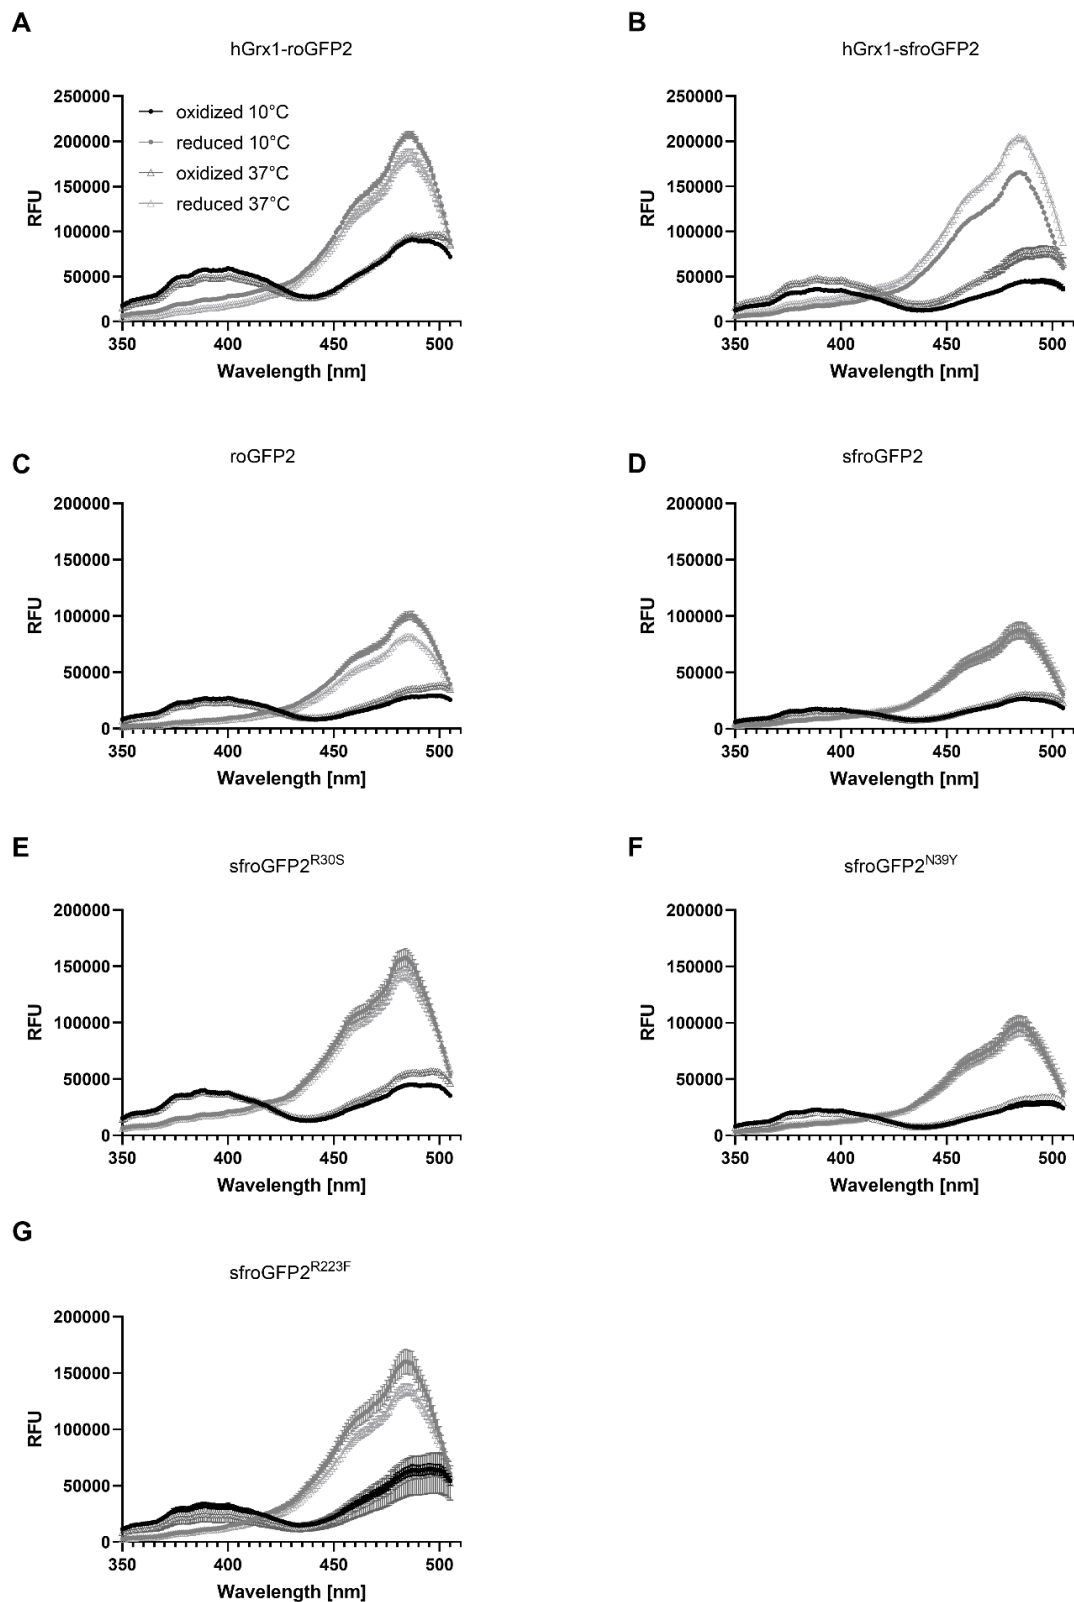 A
hGrx1-roGFP2
250000
200000
150000
100000
50000
0
RFU
oxidized 10°C
reduced 10°C
oxidized 37°C
reduced 37°C
350 400 450 500
Wavelength [nm]
B
hGrx1-sfroGFP2
250000
200000
150000
100000
50000
0
RFU
350 400 450 500
Wavelength [nm]
C
roGFP2
200000
150000
100000
50000
0
RFU
350 400 450 500
Wavelength [nm]
D
sfroGFP2
200000
150000
100000
50000
0
RFU
350 400 450 500
Wavelength [nm]
E
sfroGFP2R30S
200000
150000
100000
50000
0
RFU
350 400 450 500
Wavelength [nm]
F
sfroGFP2N39Y
200000
150000
100000
50000
0
RFU
350 400 450 500
Wavelength [nm]
G
sfroGFP2R223F
200000
150000
100000
50000
0
RFU
350 400 450 500
Wavelength [nm]